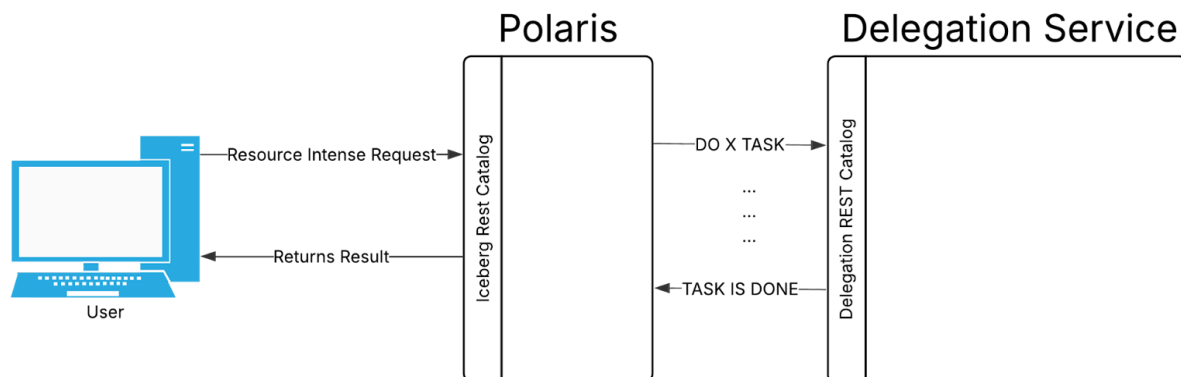 Polaris
Delegation Service
Resource Intense Request
Iceberg Rest Catalog
DO X TASK
Delegation REST Catalog
...
...
...
Returns Result
TASK IS DONE
User